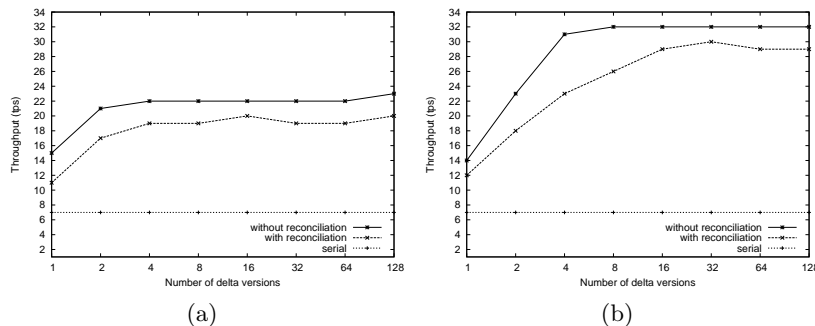 34
32
30
28
26
24
22
20
18
16
14
12
10
8
6
4
2
Throughput (tps)
without reconciliation
with reconciliation
serial
1 2 4 8 16 32 64 128
Number of delta versions
(a)
34
32
30
28
26
24
22
20
18
16
14
12
10
8
6
4
2
Throughput (tps)
without reconciliation
with reconciliation
serial
1 2 4 8 16 32 64 128
Number of delta versions
(b)